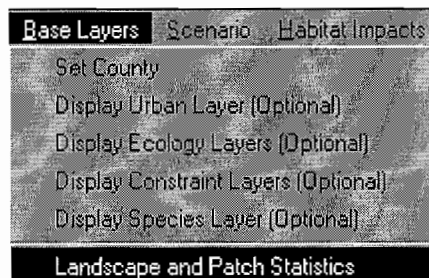 Base Layers Scenario Habitat Impacts
Set County
Display Urban Layer (Optional)
Display Ecology Layers (Optional)
Display Constraint Layers (Optional)
Display Species Layer (Optional)
Landscape and Patch Statistics